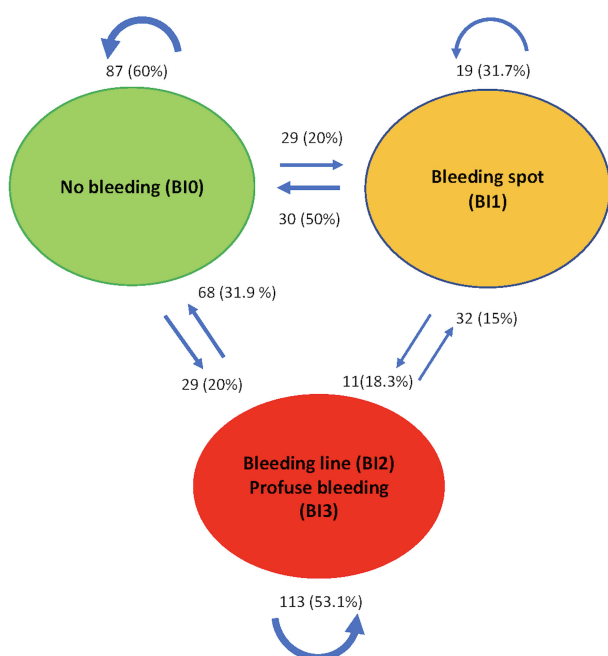 87 (60%)
19 (31.7%)
29 (20%)
No bleeding (BI0)
Bleeding spot
(BI1)
30 (50%)
68 (31.9 %)
32 (15%)
29 (20%)
11(18.3%)
Bleeding line (BI2)
Profuse bleeding
(BI3)
113 (53.1%)